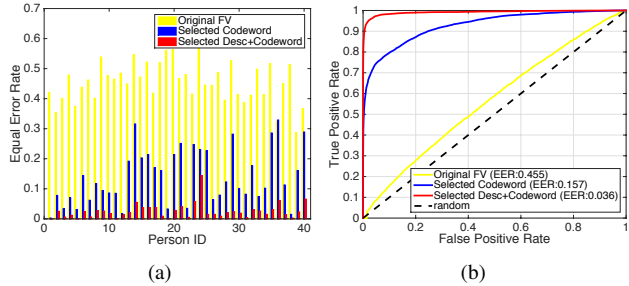 Original FV
Selected Codeword
Selected Desc+Codeword
Equal Error Rate
0.7
0.6
0.5
0.4
0.3
0.2
0.1
0
0 10 20 30 40
Person ID
(a)
True Positive Rate
1
0.9
0.8
0.7
0.6
0.5
0.4
0.3
0.2
0.1
0
Original FV (EER:0.455)
Selected Codeword (EER:0.157)
Selected Desc+Codeword (EER:0.036)
random
0 0.2 0.4 0.6 0.8 1
False Positive Rate
(b)